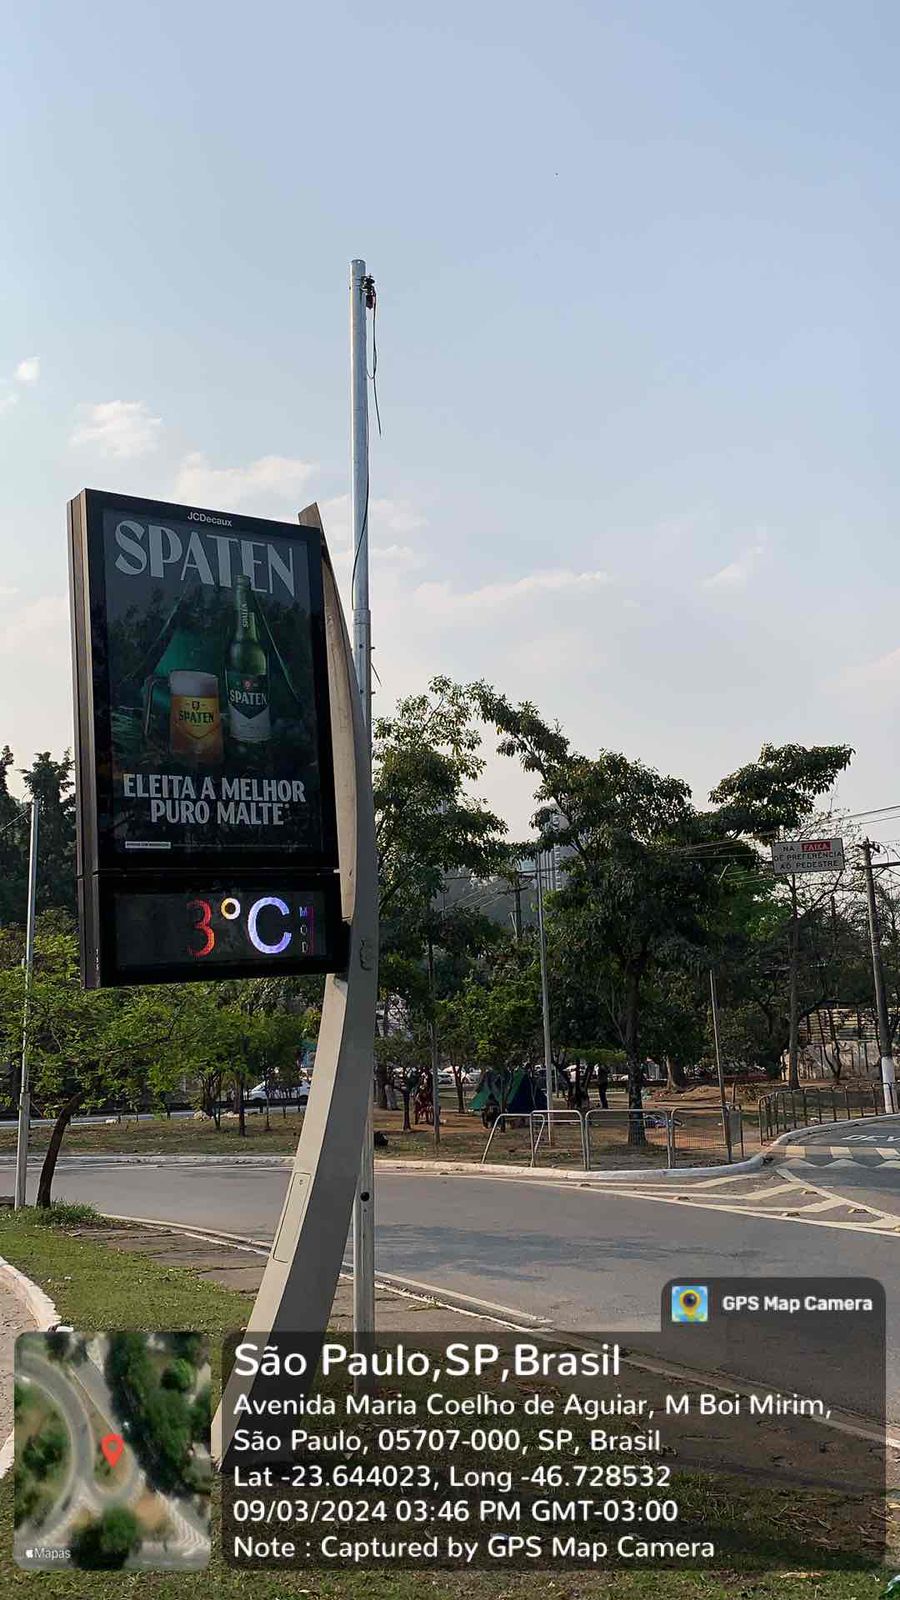 JCDecaux
SPATEN
SPATEN
SPATEN
ELEITA A MELHOR
PURO MALTE*
3°C
MOD
NA FAIXA
DÊ PREFERÊNCIA
AO PEDESTRE
GPS Map Camera
São Paulo,SP,Brasil
Avenida Maria Coelho de Aguiar, M Boi Mirim,
São Paulo, 05707-000, SP, Brasil
Lat -23.644023, Long -46.728532
09/03/2024 03:46 PM GMT-03:00
Note : Captured by GPS Map Camera
Mapas